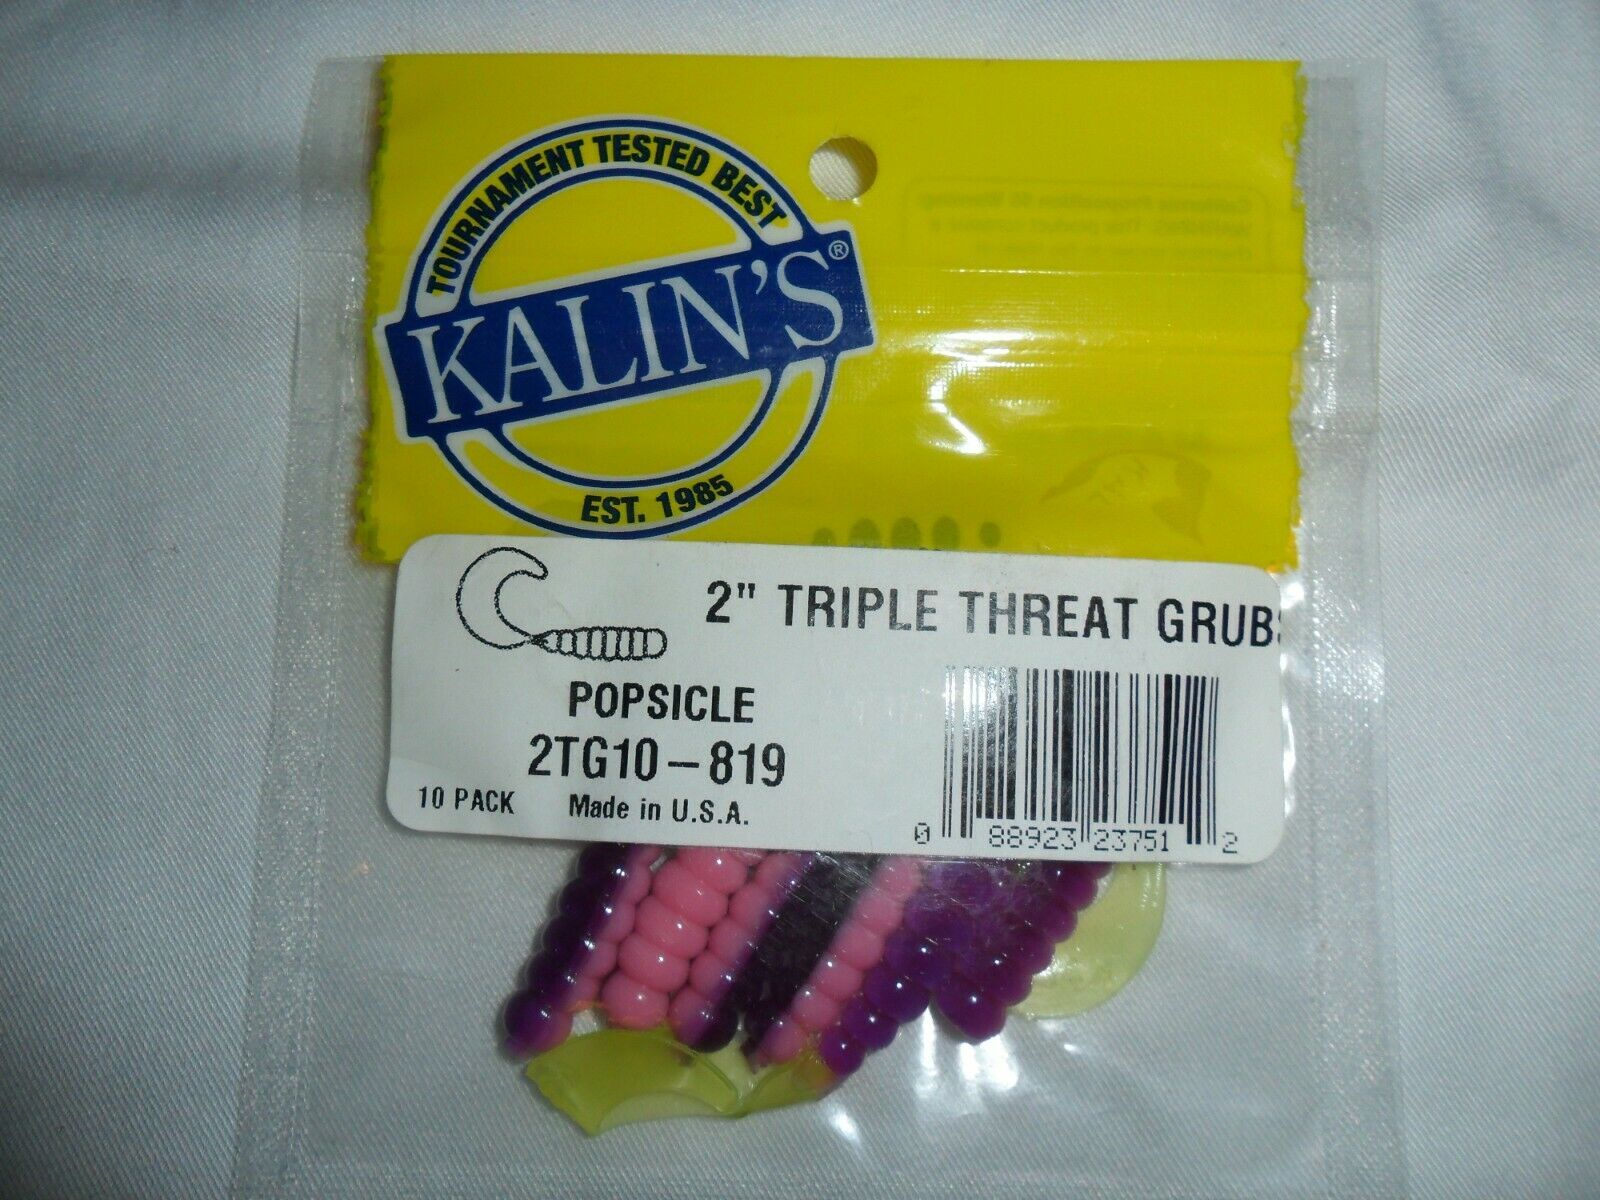 TOURNAMENT TESTED BEST
KALIN'S®
EST. 1985
2" TRIPLE THREAT GRUBS
POPSICLE
2TG10-819
10 PACK Made in U.S.A.
0 88923 23751 2